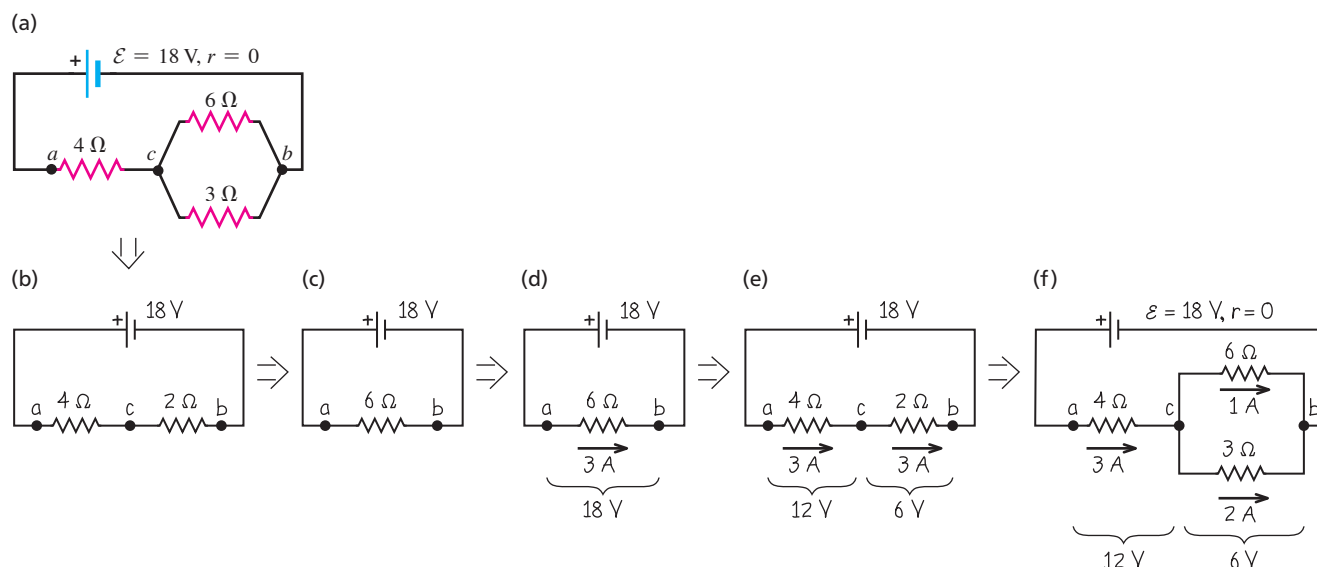 (a)
+ ℰ = 18 V, r = 0
6 Ω
a 4 Ω c b
3 Ω
(b) (c) (d) (e) (f)
+ 18 V
a 4 Ω c 2 Ω b
+ 18 V
a 6 Ω b
+ 18 V
a 6 Ω b
3 A
18 V
+ 18 V
a 4 Ω c 2 Ω b
3 A 3 A
12 V 6 V
+ ℰ = 18 V, r = 0
6 Ω
1 A
a 4 Ω c b
3 A
3 Ω
2 A
12 V 6 V